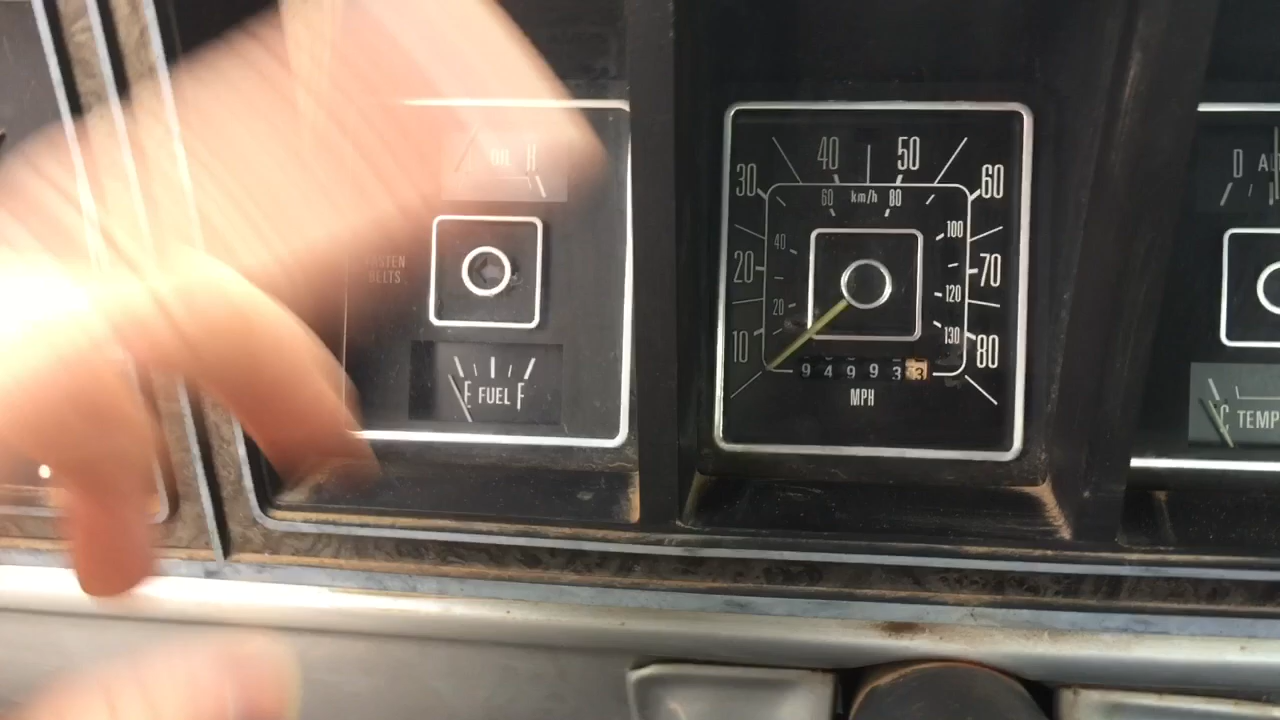 OIL H
FASTEN
BELTS
E FUEL F
40 50
30 60
60 km/h 80
40 100
20 70
20 120
10 130 80
9 4 9 9 3 3
MPH
D
C TEMP